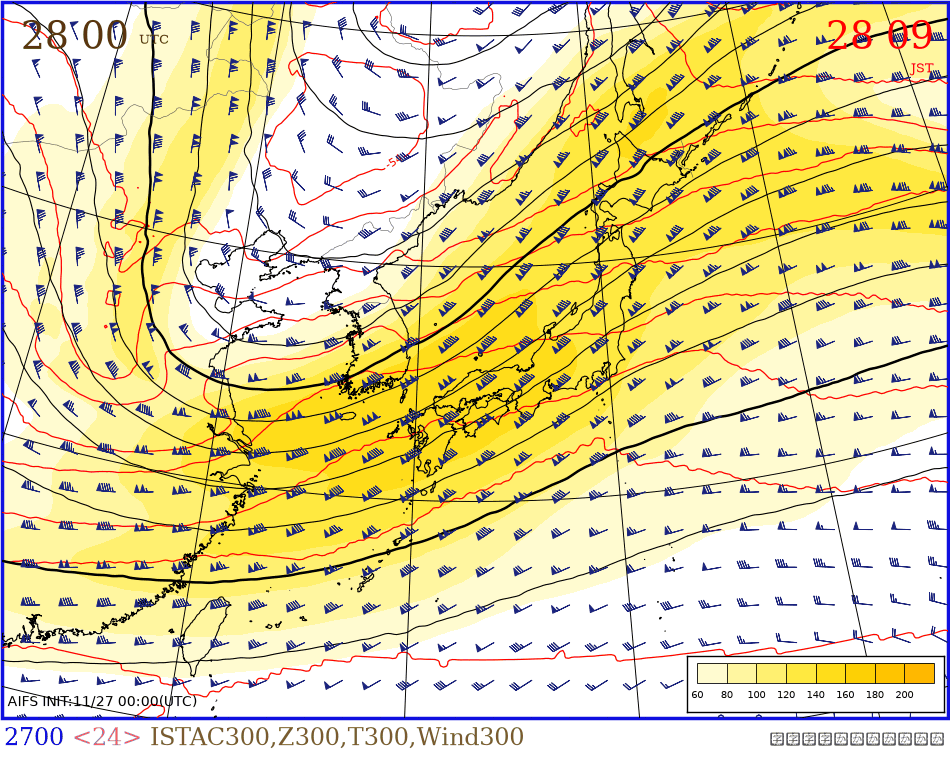 28 00 UTC
28 09
JST
-54
AIFS INIT:11/27 00:00(UTC)
60 80 100 120 140 160 180 200
2700 <24> ISTAC300,Z300,T300,Wind300